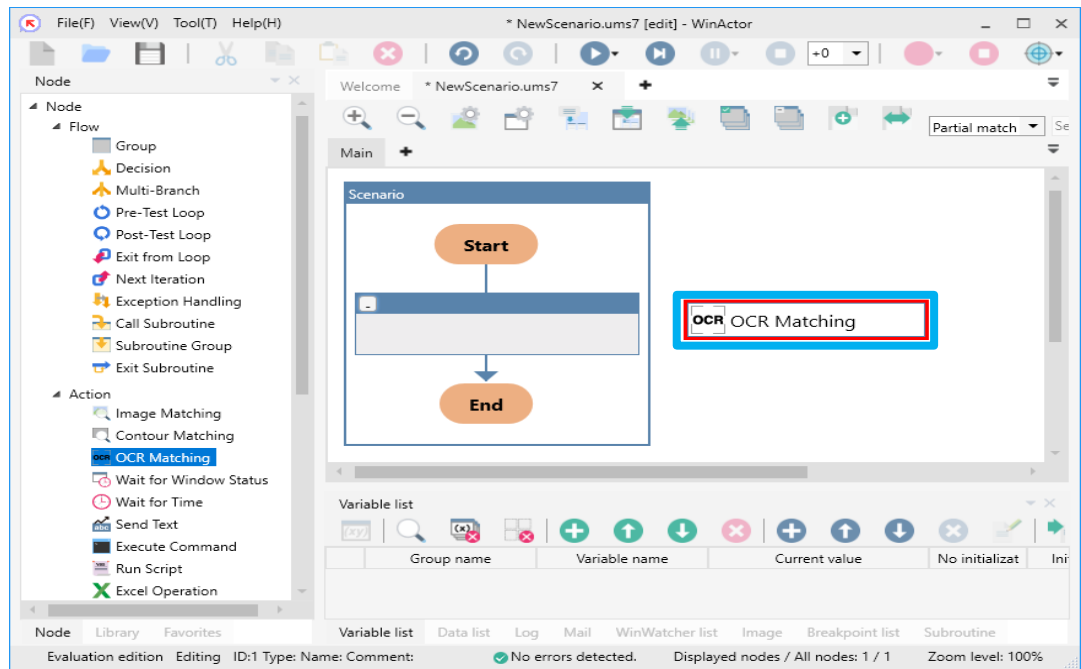 File(F) View(V) Tool(T) Help(H) * NewScenario.ums7 [edit] - WinActor
+0
Node
Node
Flow
Group
Decision
Multi-Branch
Pre-Test Loop
Post-Test Loop
Exit from Loop
Next Iteration
Exception Handling
Call Subroutine
Subroutine Group
Exit Subroutine
Action
Image Matching
Contour Matching
OCR OCR Matching
Wait for Window Status
Wait for Time
abc Send Text
Execute Command
Run Script
Excel Operation
Node Library Favorites
Welcome * NewScenario.ums7
Partial match Se
Main
Scenario
Start
OCR OCR Matching
End
Variable list
(x)
Group name Variable name Current value No initializat Ini
Variable list Data list Log Mail WinWatcher list Image Breakpoint list Subroutine
Evaluation edition Editing ID:1 Type: Name: Comment: No errors detected. Displayed nodes / All nodes: 1 / 1 Zoom level: 100%